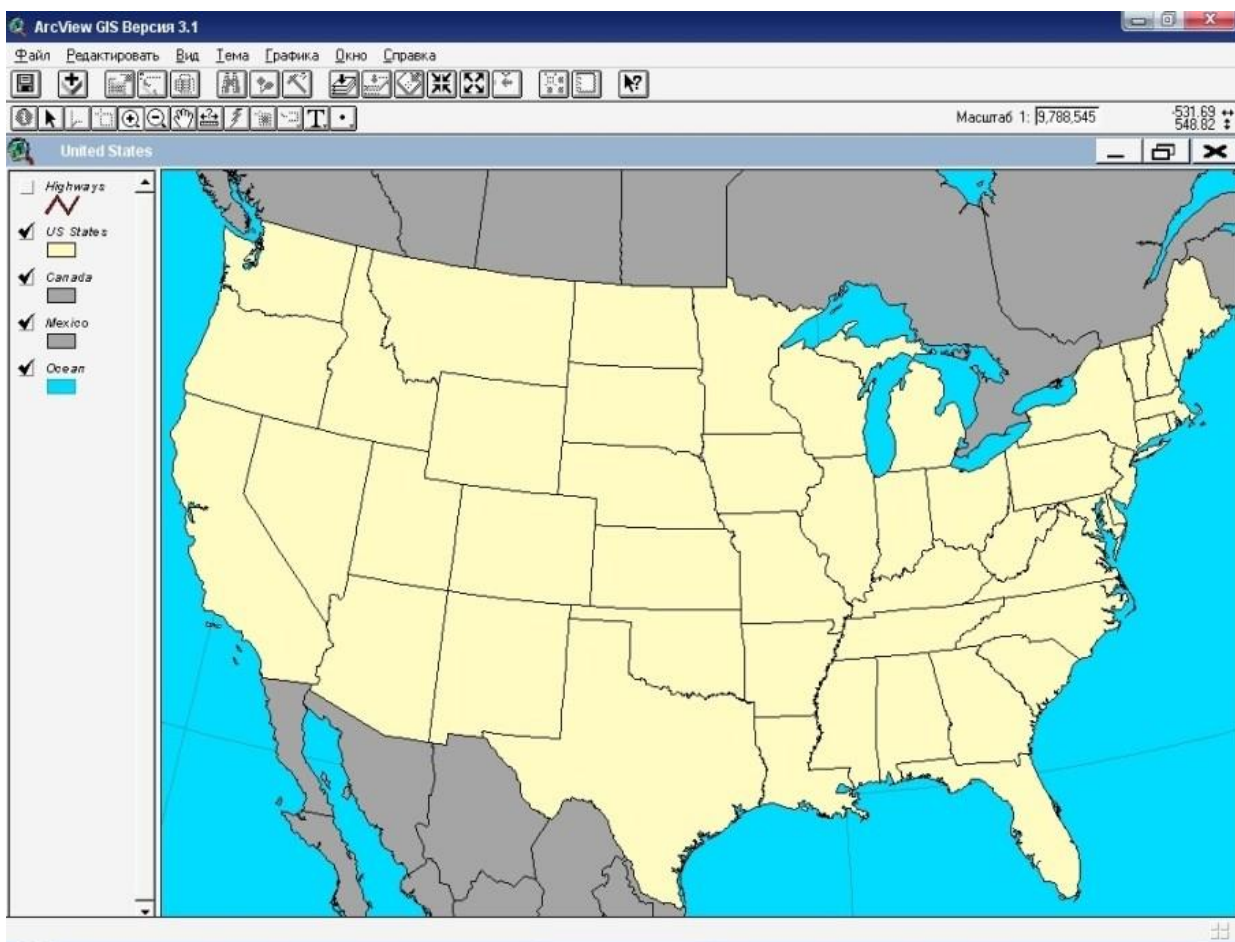 ArcView GIS Версия 3.1
Файл Редактировать Вид Тема Графика Окно Справка
Масштаб 1: 9,788,545
-531.69
548.82
United States
Highways
US States
Canada
Mexico
Ocean